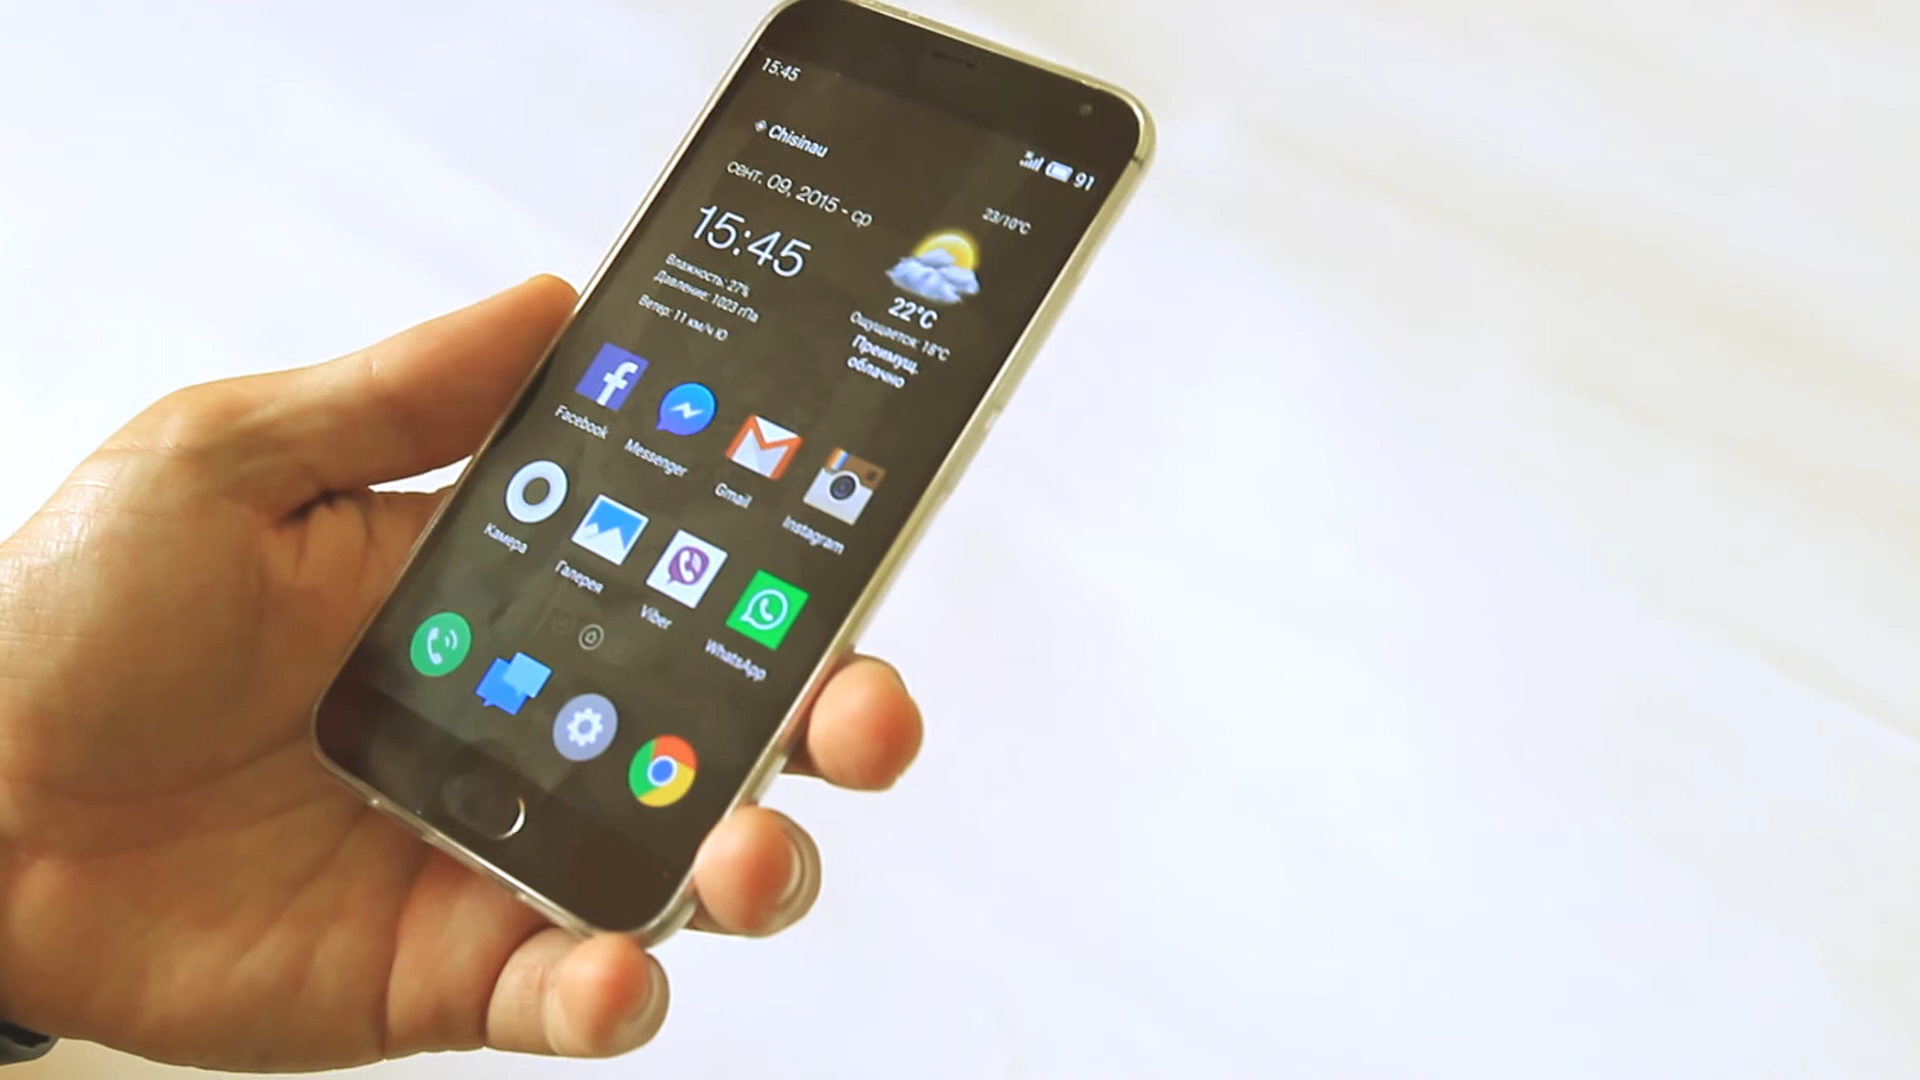 15:45
91
Chisinau
сент. 09, 2015 - ср
23/10°C
15:45
Влажность: 27%
Давление: 1023 гПа
Ветер: 11 км/ч Ю
22°C
Ощущается: 18°C
Преимущ.
облачно
Facebook
Messenger
Gmail
Instagram
Камера
Галерея
Viber
WhatsApp